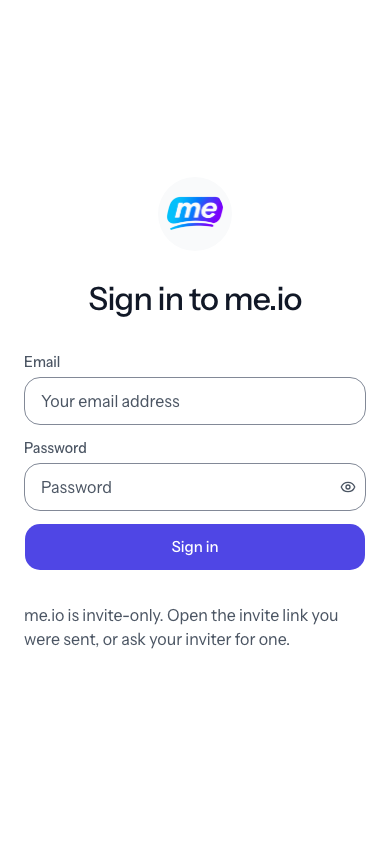 me
Sign in to me.io
Email
Your email address
Password
Password
Sign in
me.io is invite-only. Open the invite link you
were sent, or ask your inviter for one.